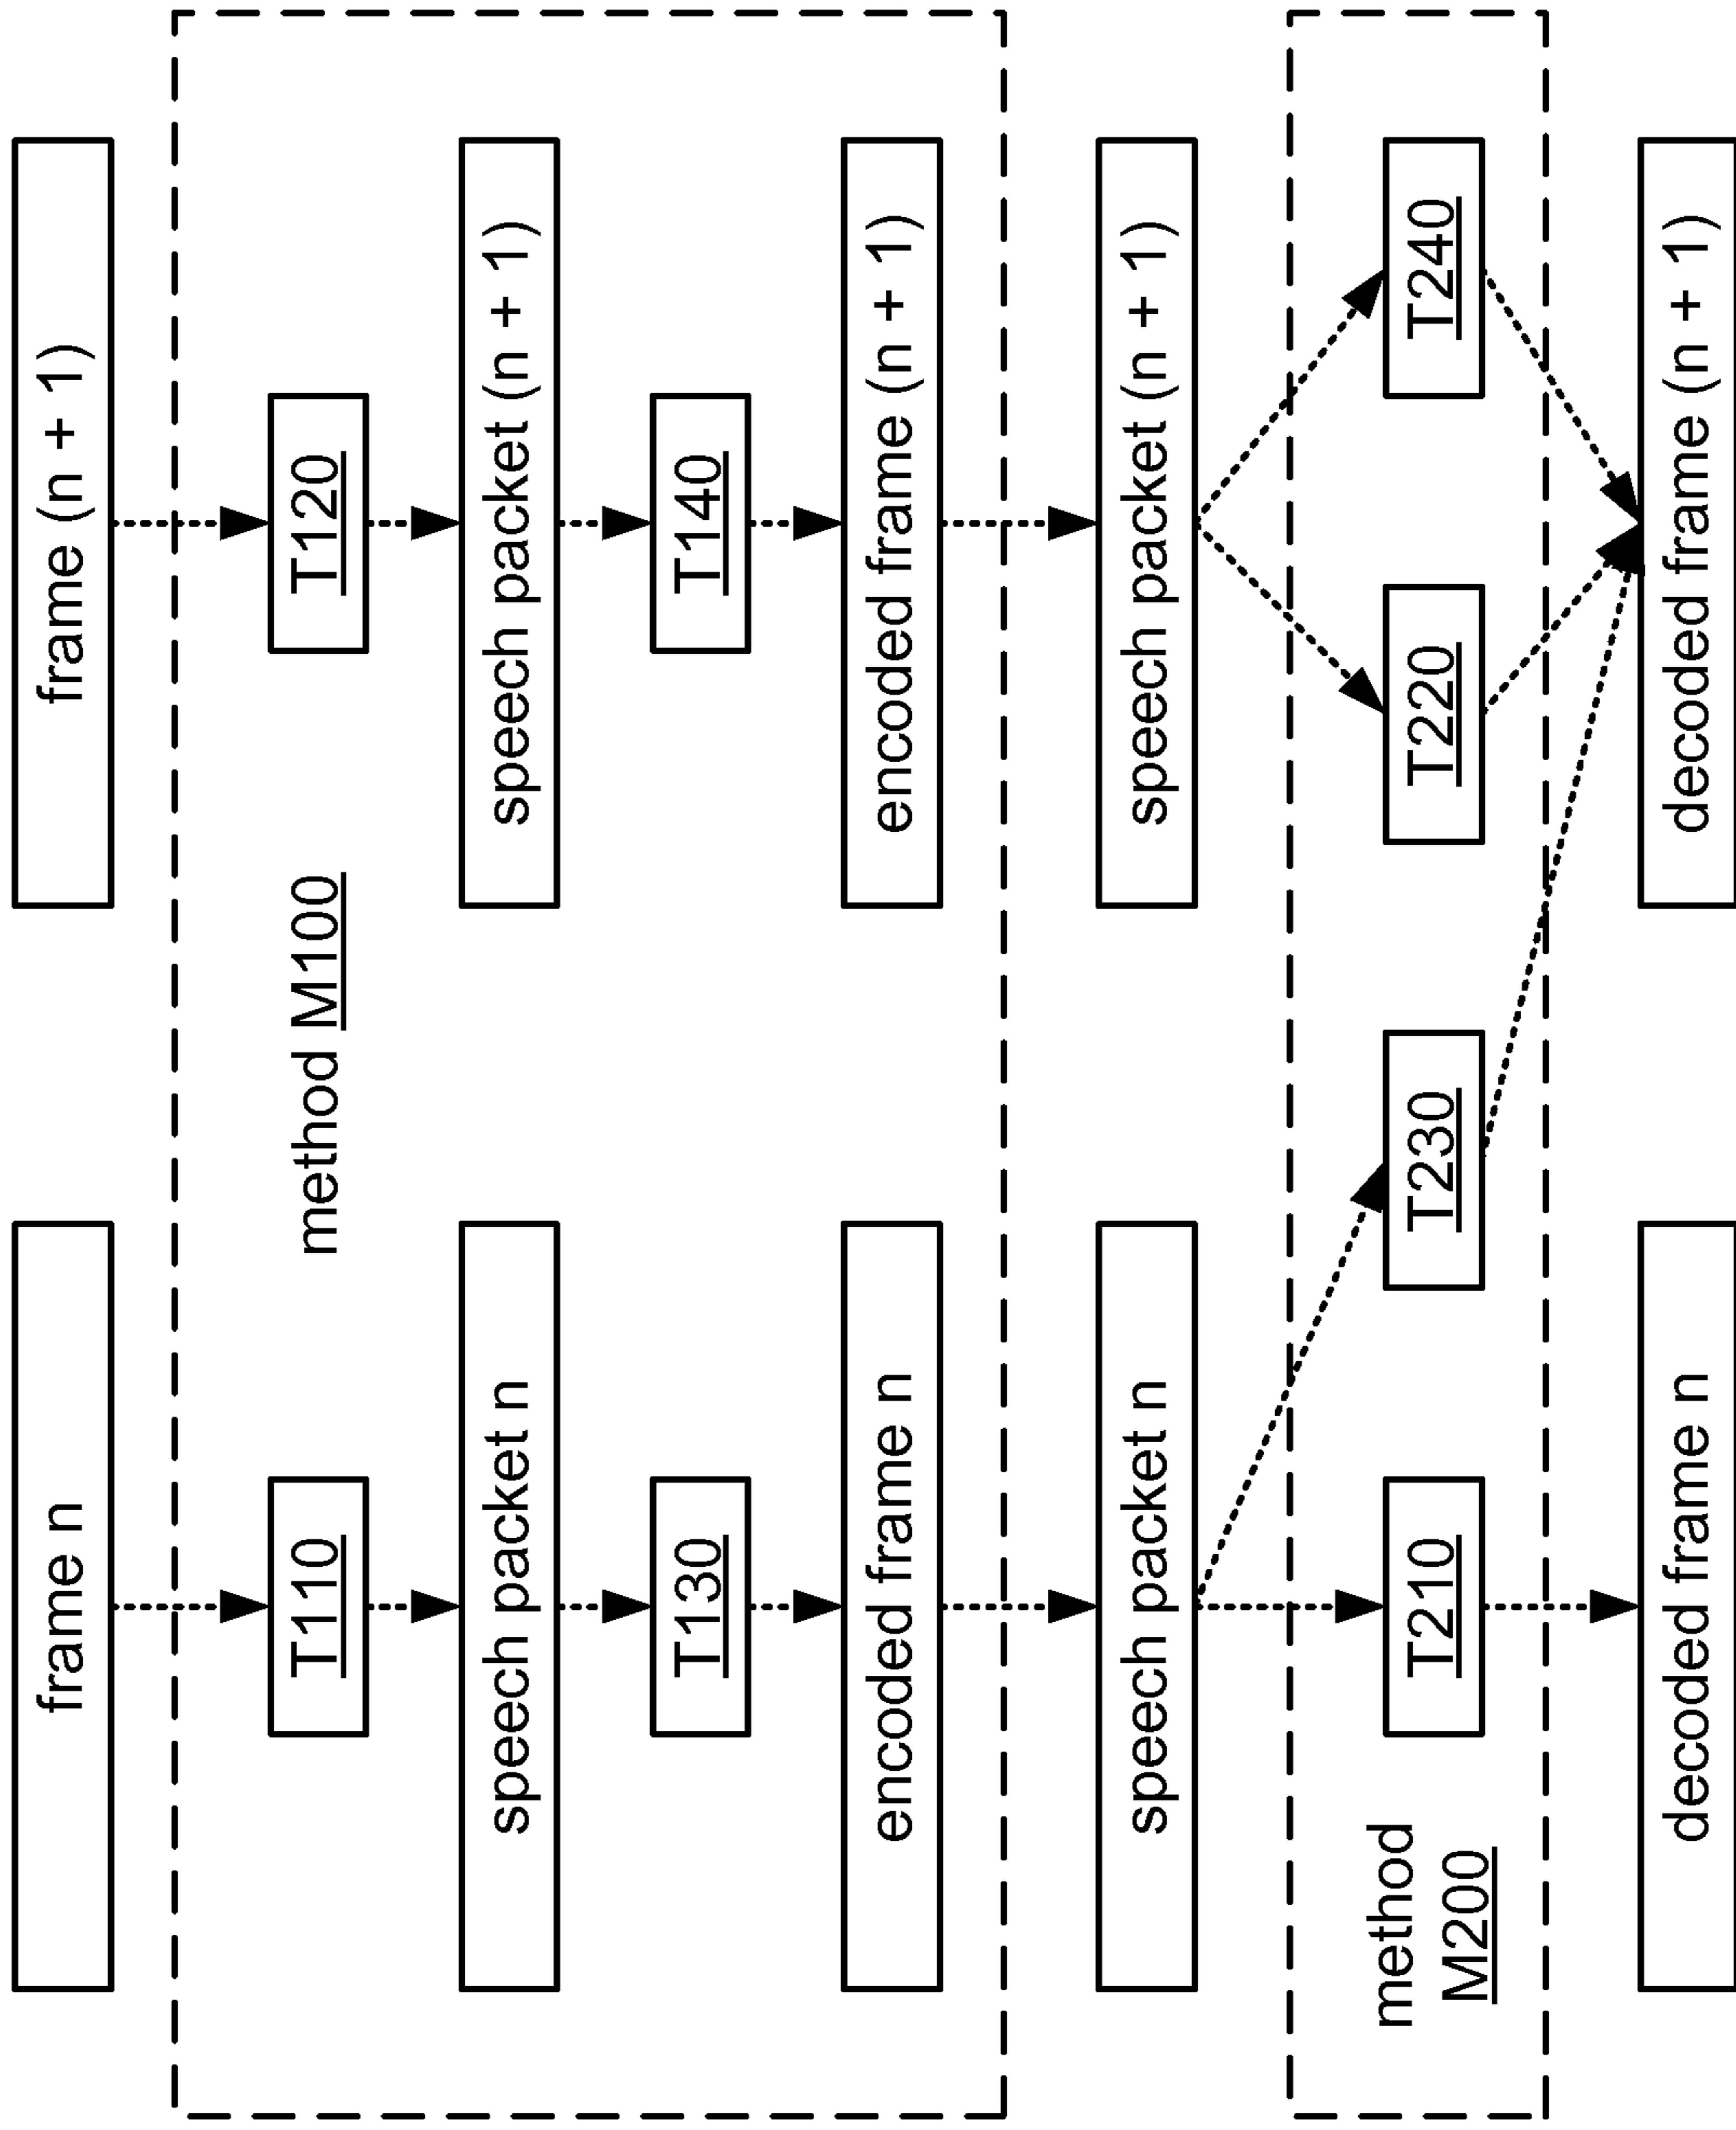 frame n
frame (n + 1)
method M100
T110
T120
speech packet n
speech packet (n + 1)
T130
T140
encoded frame n
encoded frame (n + 1)
speech packet n
speech packet (n + 1)
method
M200
T210
T230
T220
T240
decoded frame n
decoded frame (n + 1)